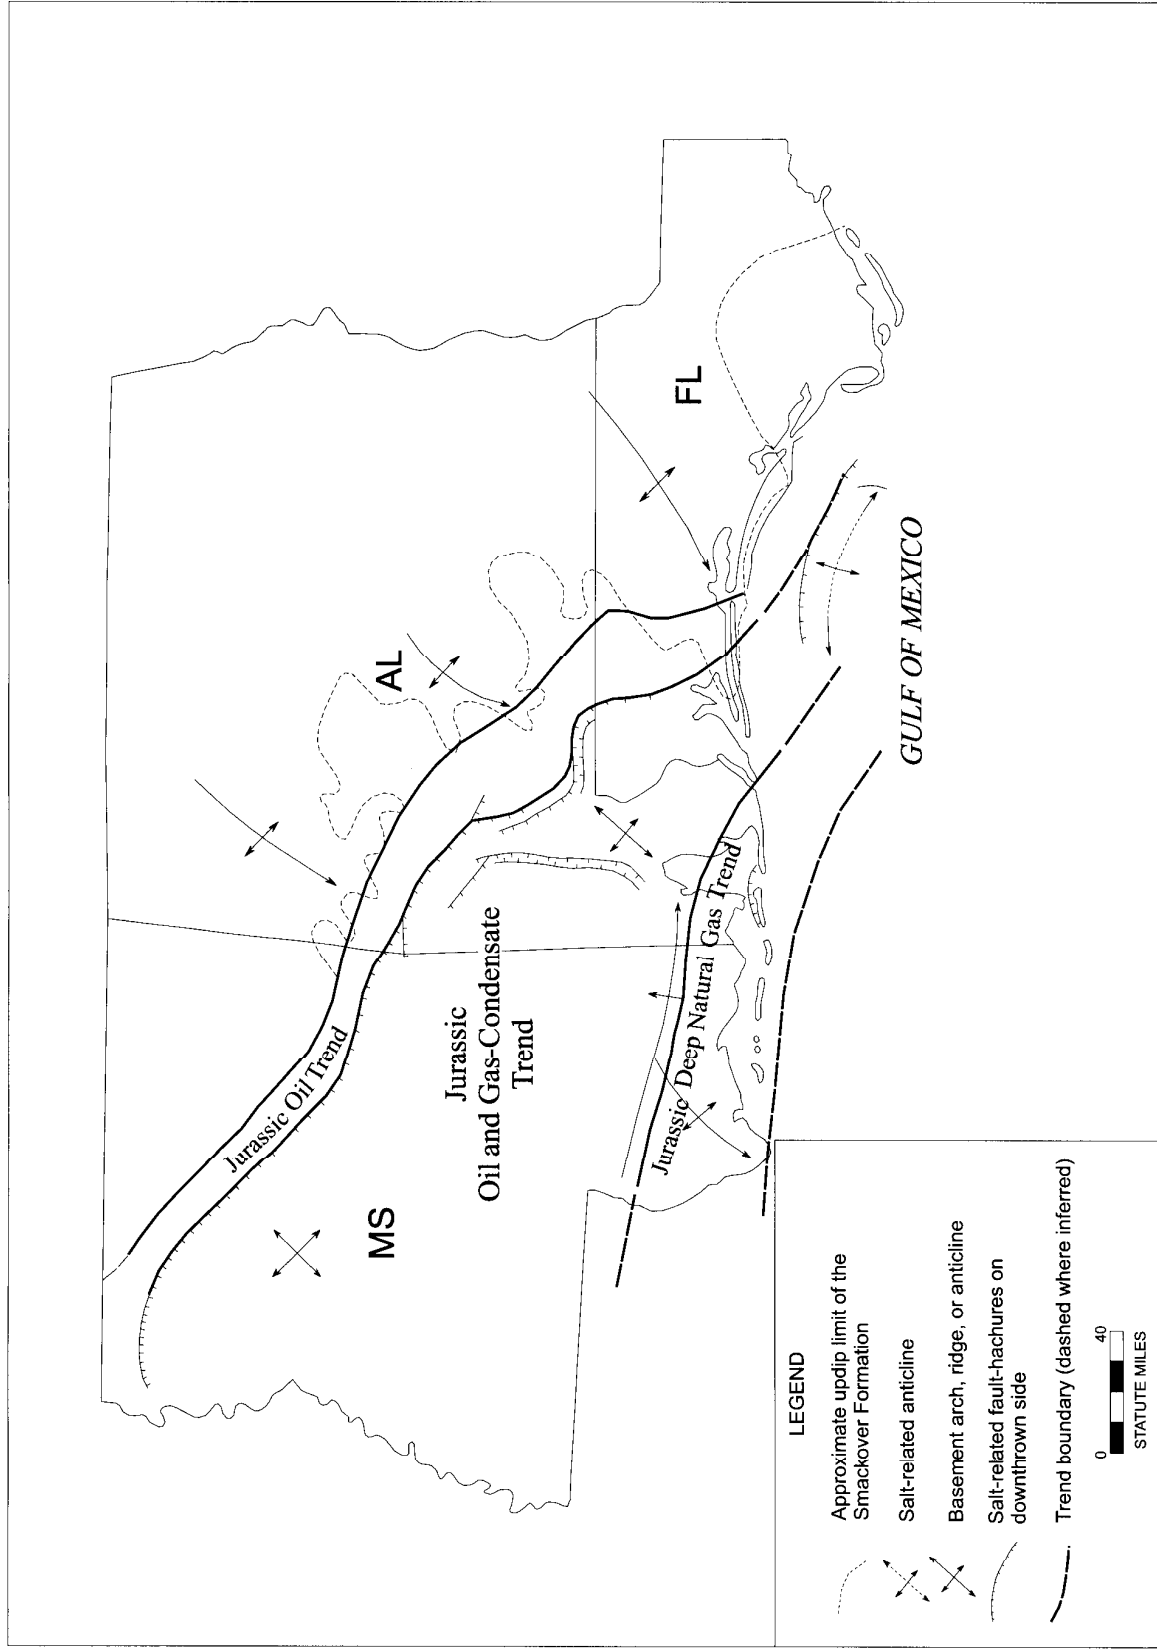 MS
AL
FL
Jurassic Oil Trend
Jurassic
Oil and Gas-Condensate
Trend
Jurassic Deep Natural Gas Trend
GULF OF MEXICO
LEGEND
Approximate updip limit of the
Smackover Formation
Salt-related anticline
Basement arch, ridge, or anticline
Salt-related fault-hachures on
downthrown side
Trend boundary (dashed where inferred)
0 40
STATUTE MILES